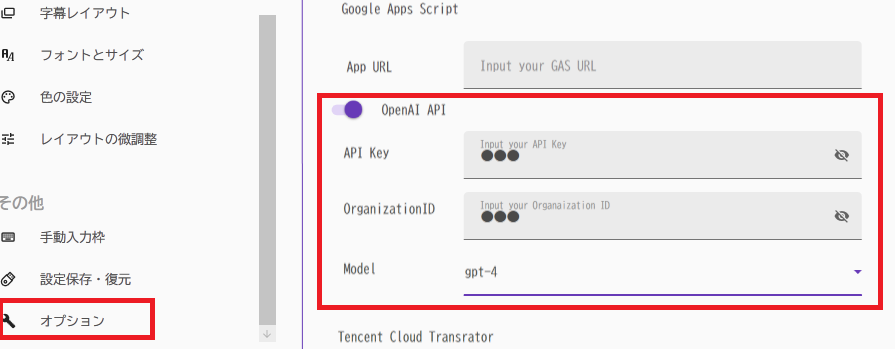 字幕レイアウト
フォントとサイズ
色の設定
レイアウトの微調整
その他
手動入力枠
設定保存・復元
オプション
Google Apps Script
App URL
Input your GAS URL
OpenAI API
API Key
Input your API Key
●●●
OrganizationID
Input your Organaization ID
●●●
Model
gpt-4
Tencent Cloud Transrator